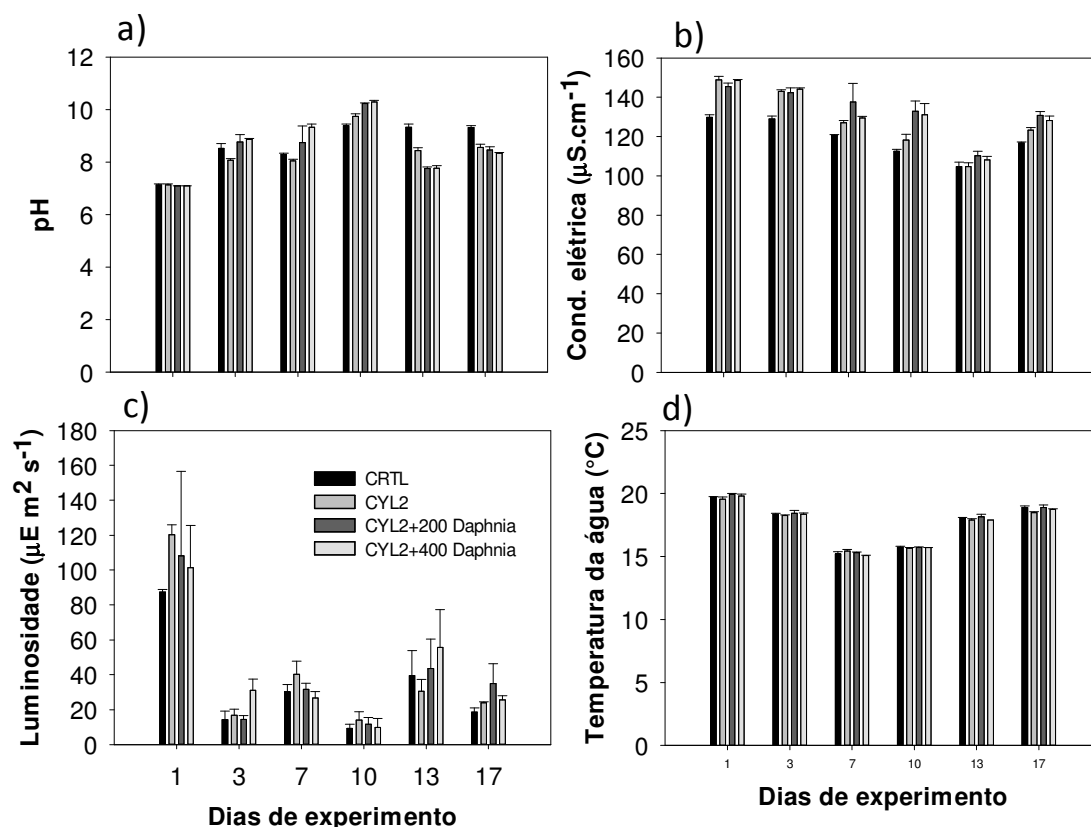 a)
12
10
8
6
4
2
0
pH
b)
160
140
120
100
80
60
40
20
0
Cond. elétrica (µS.cm-1)
c)
180
160
140
120
100
80
60
40
20
0
Luminosidade (µE m2 s-1)
CRTL
CYL2
CYL2+200 Daphnia
CYL2+400 Daphnia
1 3 7 10 13 17
Dias de experimento
d)
25
20
15
10
5
0
Temperatura da água (°C)
1 3 7 10 13 17
Dias de experimento